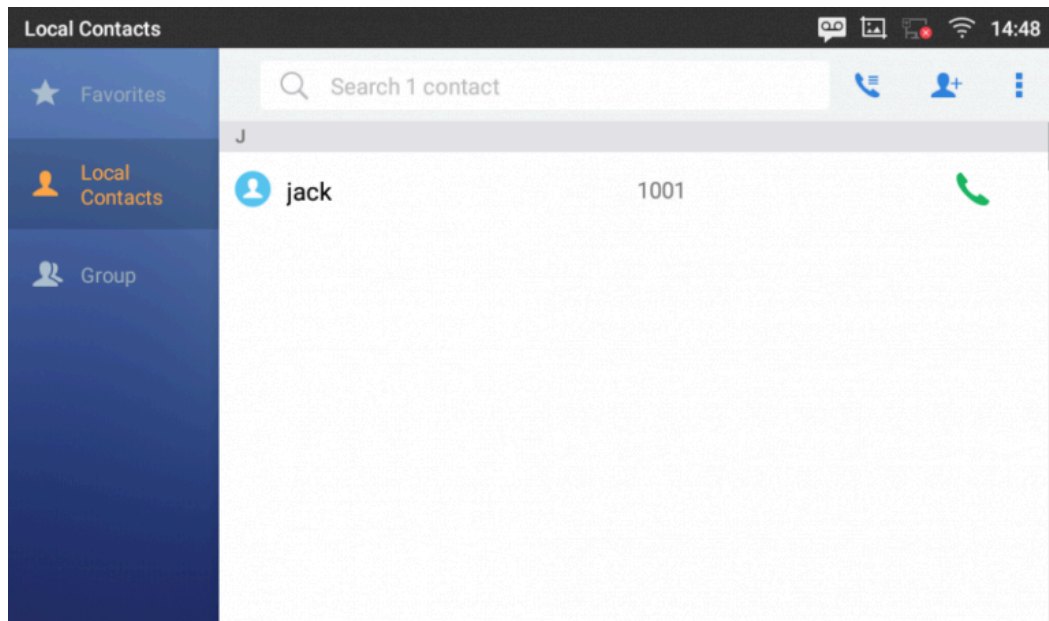 Local Contacts
14:48
Favorites
Search 1 contact
J
Local
Contacts
jack
1001
Group